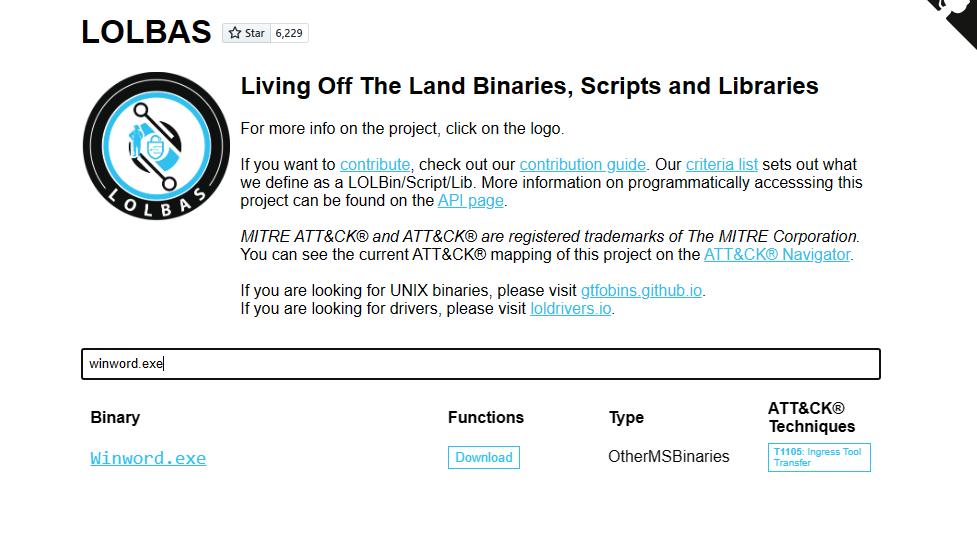 LOLBAS
Star 6,229
LOLBAS
Living Off The Land Binaries, Scripts and Libraries
For more info on the project, click on the logo.
If you want to contribute, check out our contribution guide. Our criteria list sets out what
we define as a LOLBin/Script/Lib. More information on programmatically accesssing this
project can be found on the API page.
MITRE ATT&CK® and ATT&CK® are registered trademarks of The MITRE Corporation.
You can see the current ATT&CK® mapping of this project on the ATT&CK® Navigator.
If you are looking for UNIX binaries, please visit gtfobins.github.io.
If you are looking for drivers, please visit loldrivers.io.
winword.exe
Binary Functions Type ATT&CK®
Techniques
Winword.exe Download OtherMSBinaries T1105: Ingress Tool
Transfer